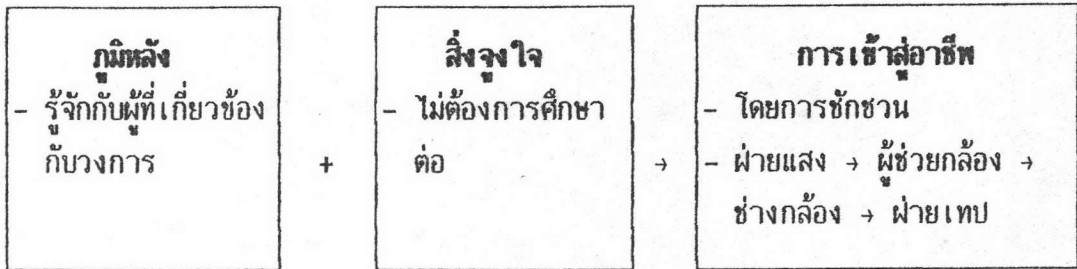 ภูมิหลัง
- รู้จักกับผู้ที่เกี่ยวข้อง
กับวงการ
+
สิ่งจูงใจ
- ไม่ต้องการศึกษา
ต่อ
→
การเข้าสู่อาชีพ
- โดยการชักชวน
- ฝ่ายแสง → ผู้ช่วยกล้อง →
ช่างกล้อง → ฝ่ายเทป